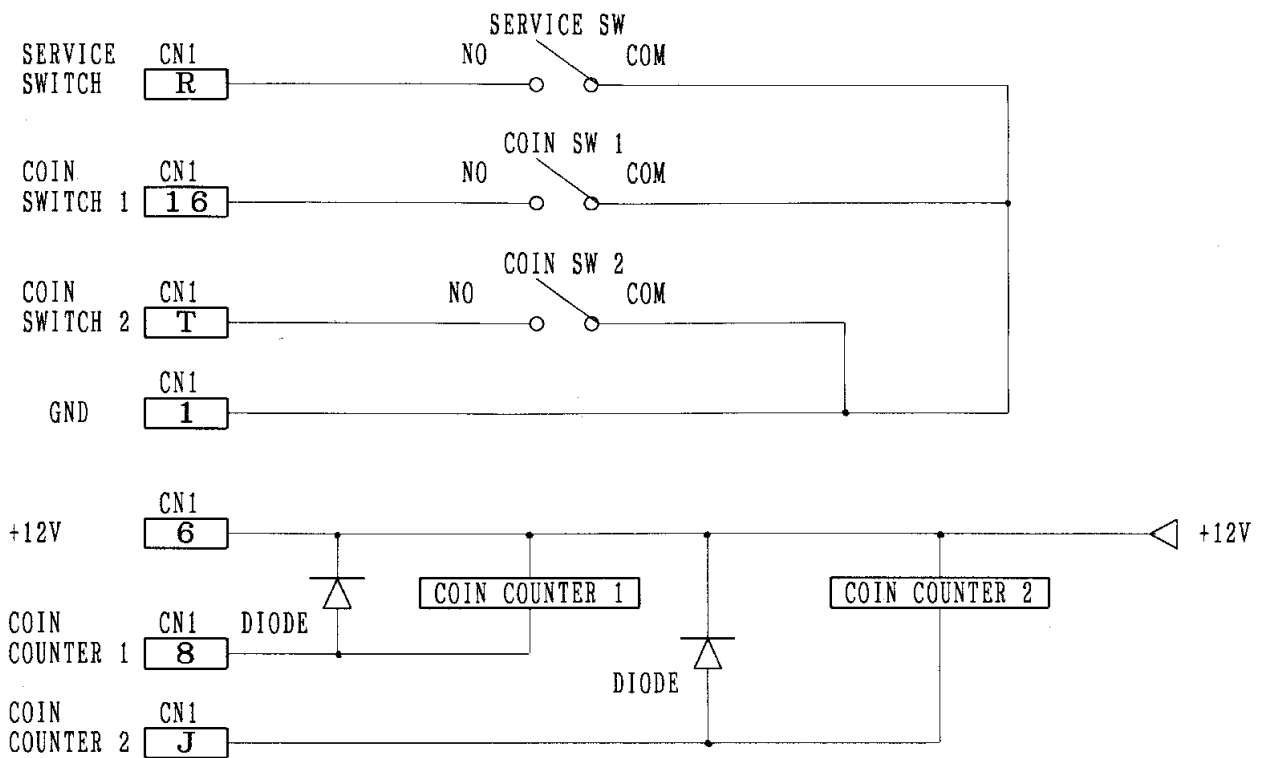 SERVICE SW
SERVICE CN1 NO COM
SWITCH R
COIN SW 1
COIN CN1 NO COM
SWITCH 1 16
COIN SW 2
COIN CN1 NO COM
SWITCH 2 T
CN1
GND 1
CN1
+12V 6 +12V
COIN COUNTER 1 COIN COUNTER 2
COIN CN1 DIODE
COUNTER 1 8
DIODE
COIN CN1
COUNTER 2 J